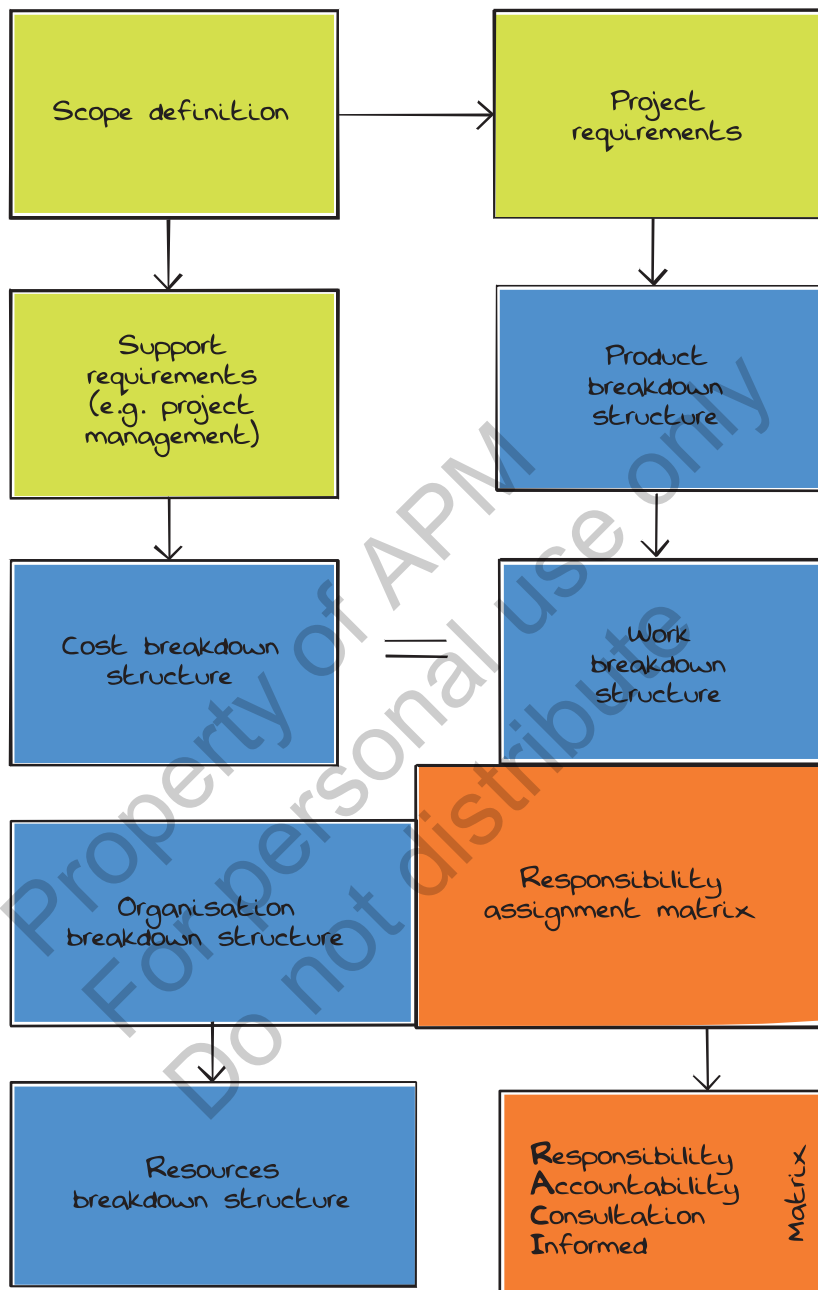 Scope definition
Project
requirements
Support
requirements
(e.g. project
management)
Product
breakdown
structure
Cost breakdown
structure
Work
breakdown
structure
Organisation
breakdown structure
Responsibility
assignment matrix
Resources
breakdown structure
Responsibility
Accountability
Consultation
Informed
Matrix
Property of APM
For personal use only
Do not distribute